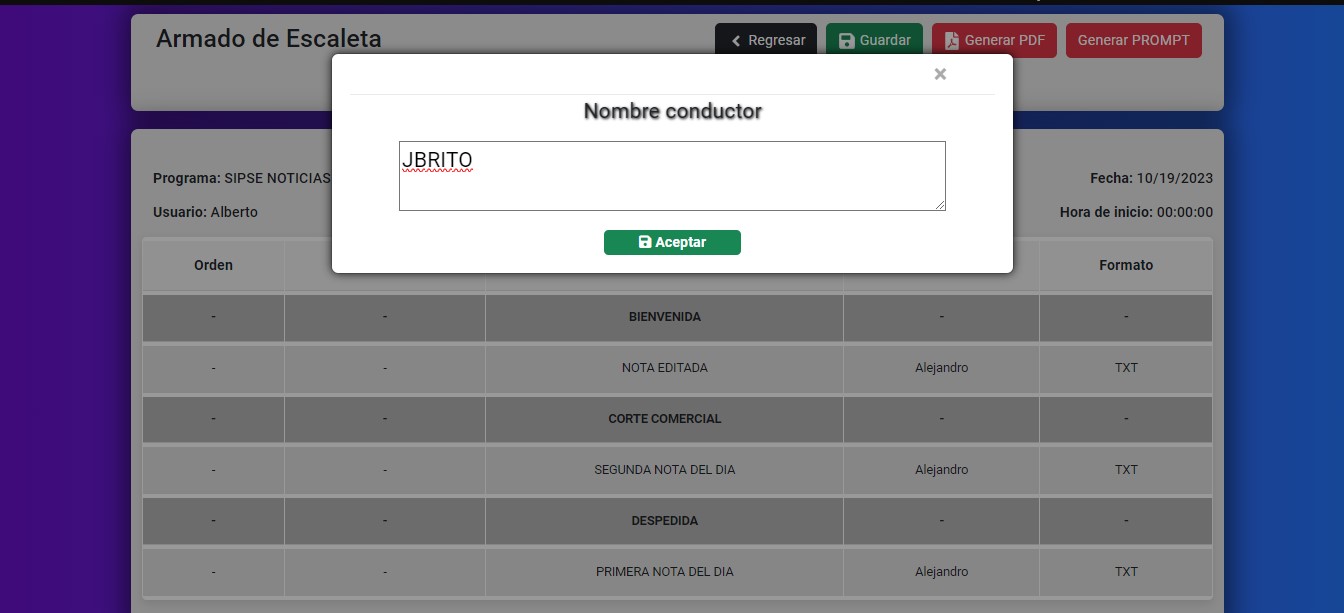 Armado de Escaleta
Regresar
Guardar
Generar PDF
Generar PROMPT
×
Nombre conductor
JBRITO
Aceptar
Programa: SIPSE NOTICIAS
Fecha: 10/19/2023
Usuario: Alberto
Hora de inicio: 00:00:00
Orden Formato
- - BIENVENIDA - -
- - NOTA EDITADA Alejandro TXT
- - CORTE COMERCIAL - -
- - SEGUNDA NOTA DEL DIA Alejandro TXT
- - DESPEDIDA - -
- - PRIMERA NOTA DEL DIA Alejandro TXT